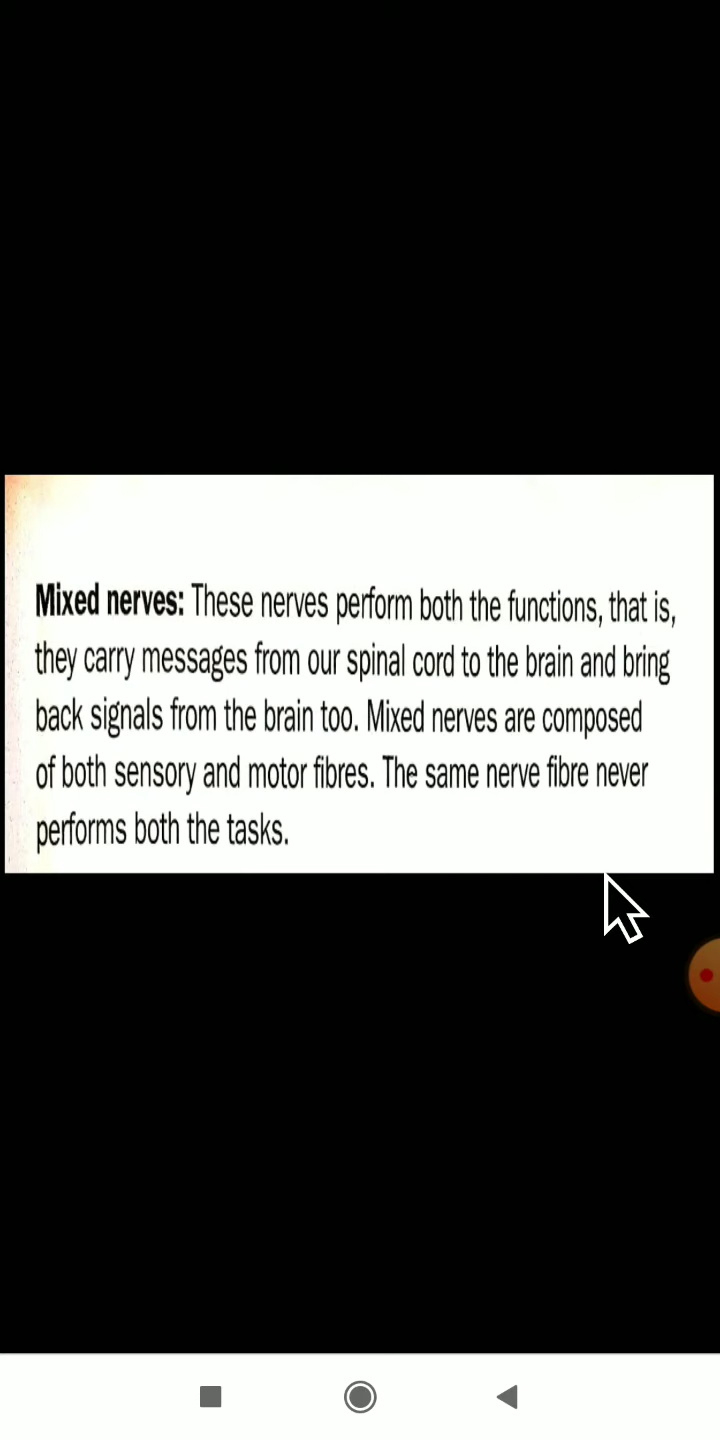 Mixed nerves: These nerves perform both the functions, that is,
they carry messages from our spinal cord to the brain and bring
back signals from the brain too. Mixed nerves are composed
of both sensory and motor fibres. The same nerve fibre never
performs both the tasks.